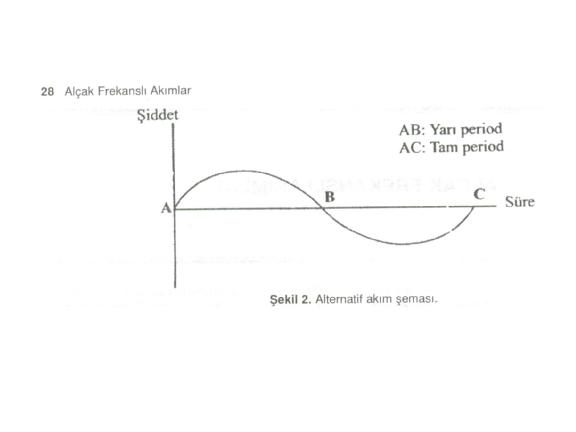 28 Alçak Frekanslı Akımlar
Şiddet
AB: Yarı period
AC: Tam period
A
B
C
Süre
Şekil 2. Alternatif akım şeması.